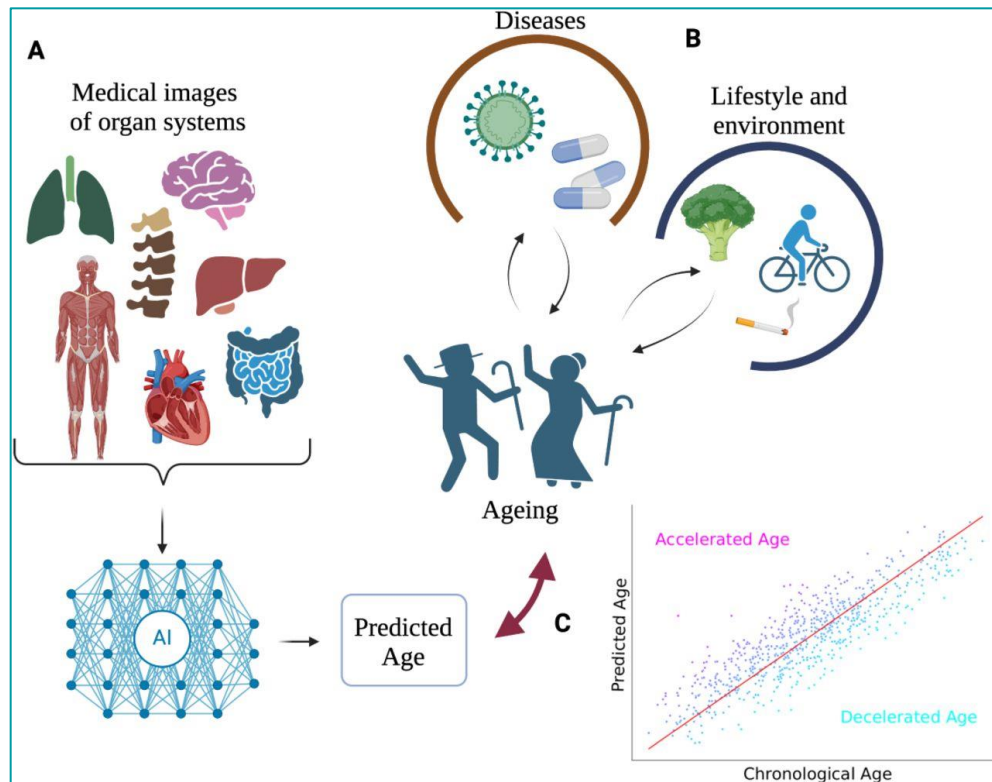 A
Medical images
of organ systems
Diseases
B
Lifestyle and
environment
Ageing
AI
Predicted
Age
C
Accelerated Age
Predicted Age
Decelerated Age
Chronological Age